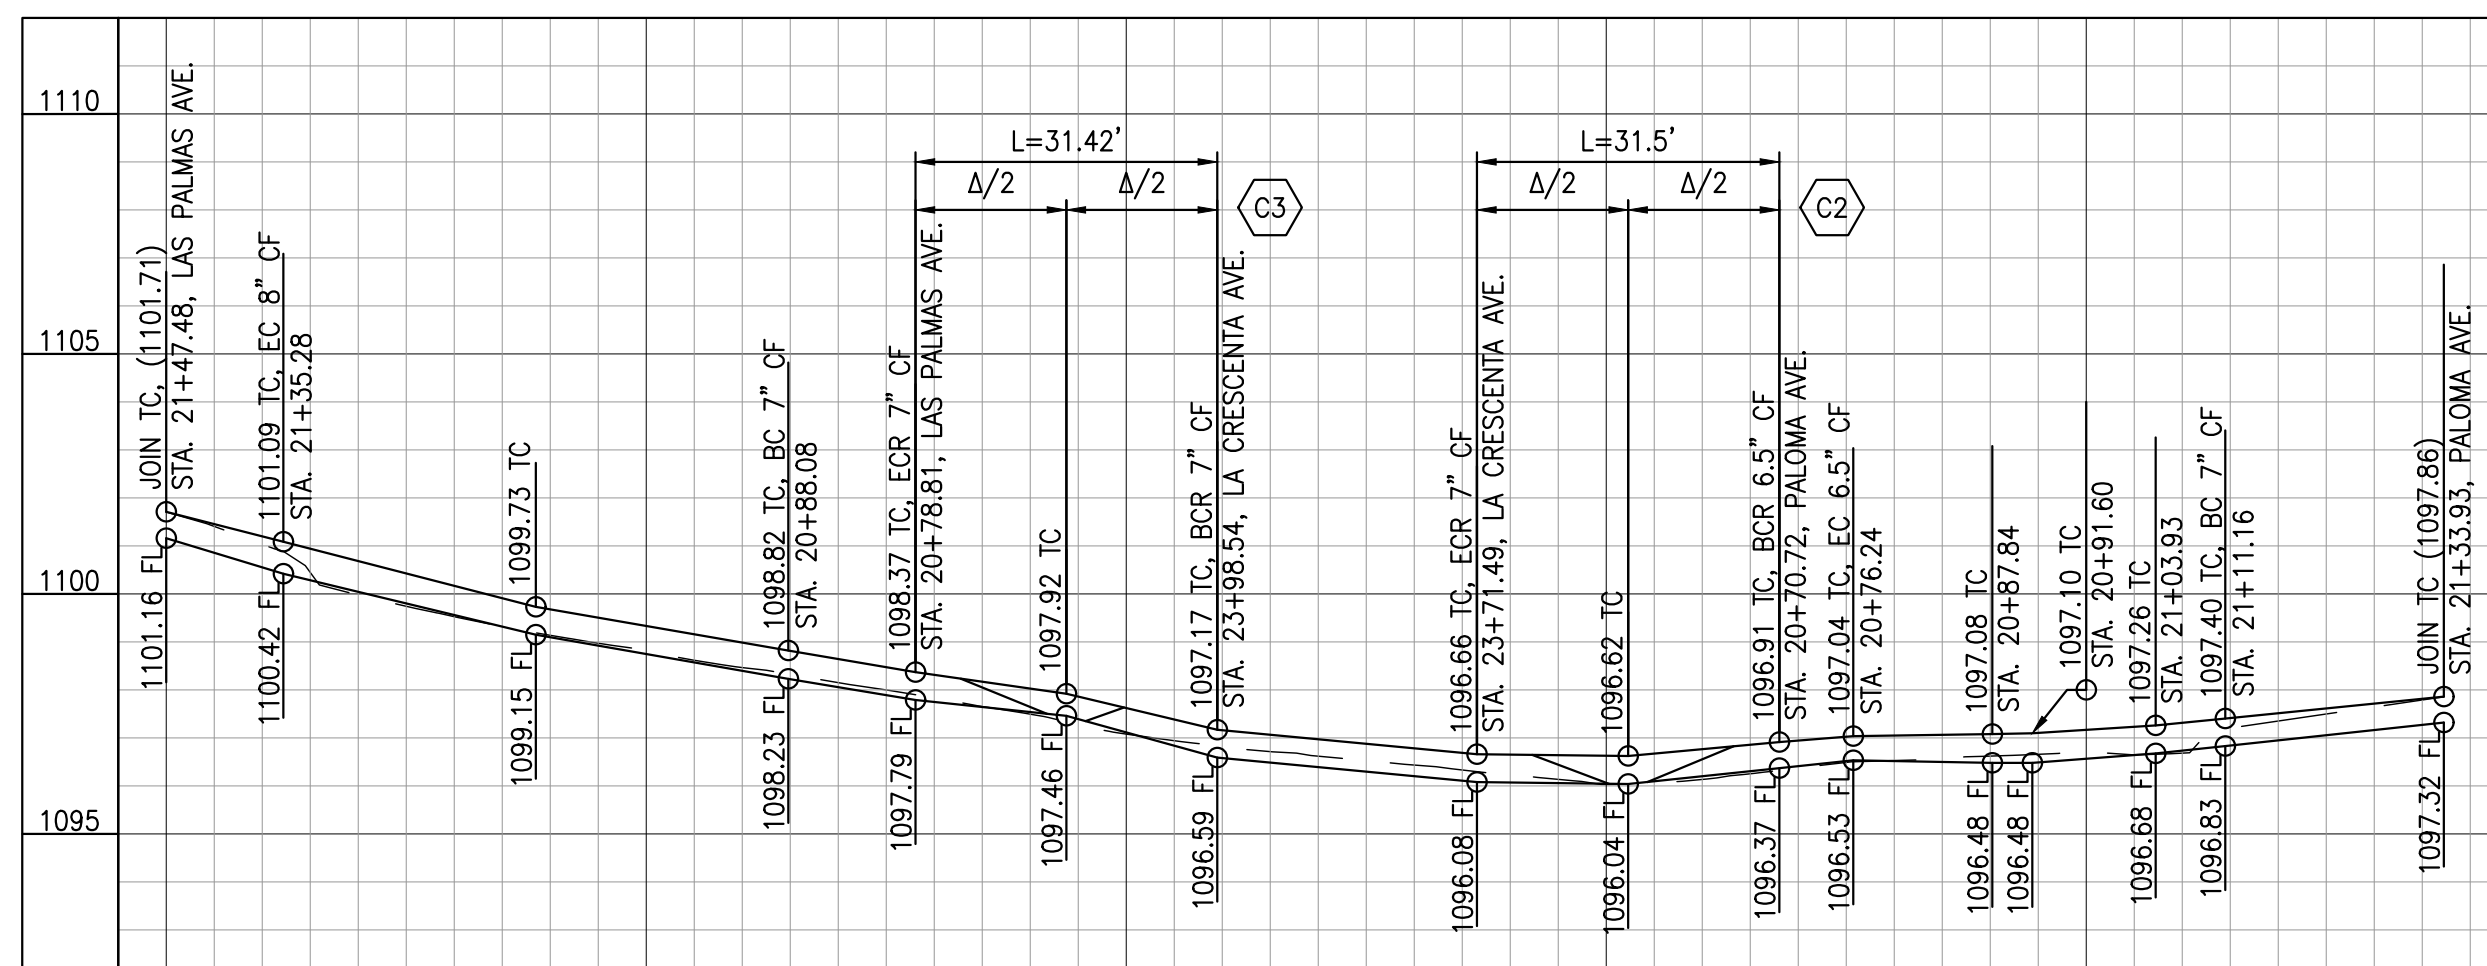 1110
1105
1100
1095
JOIN TC, (1101.71)
STA. 21+47.48, LAS PALMAS AVE.
1101.16 FL
1101.09 TC, EC 8" CF
STA. 21+35.28
1100.42 FL
1099.73 TC
1099.15 FL
1098.82 TC, BC 7" CF
STA. 20+88.08
1098.23 FL
1098.37 TC, ECR 7" CF
STA. 20+78.81, LAS PALMAS AVE.
1097.79 FL
L=31.42'
Δ/2
Δ/2
C3
1097.92 TC
1097.46 FL
1097.17 TC, BCR 7" CF
STA. 23+98.54, LA CRESCENTA AVE.
1096.59 FL
L=31.5'
Δ/2
Δ/2
C2
1096.66 TC, ECR 7" CF
STA. 23+71.49, LA CRESCENTA AVE.
1096.08 FL
1096.62 TC
1096.04 FL
1096.91 TC, BCR 6.5" CF
STA. 20+70.72, PALOMA AVE.
1096.37 FL
1097.04 TC, EC 6.5" CF
STA. 20+76.24
1096.53 FL
1097.08 TC
STA. 20+87.84
1096.48 FL
1097.10 TC
STA. 20+91.60
1096.48 FL
1097.26 TC
STA. 21+03.93
1096.68 FL
1097.40 TC, BC 7" CF
STA. 21+11.16
1096.83 FL
JOIN TC (1097.86)
STA. 21+33.93, PALOMA AVE.
1097.32 FL